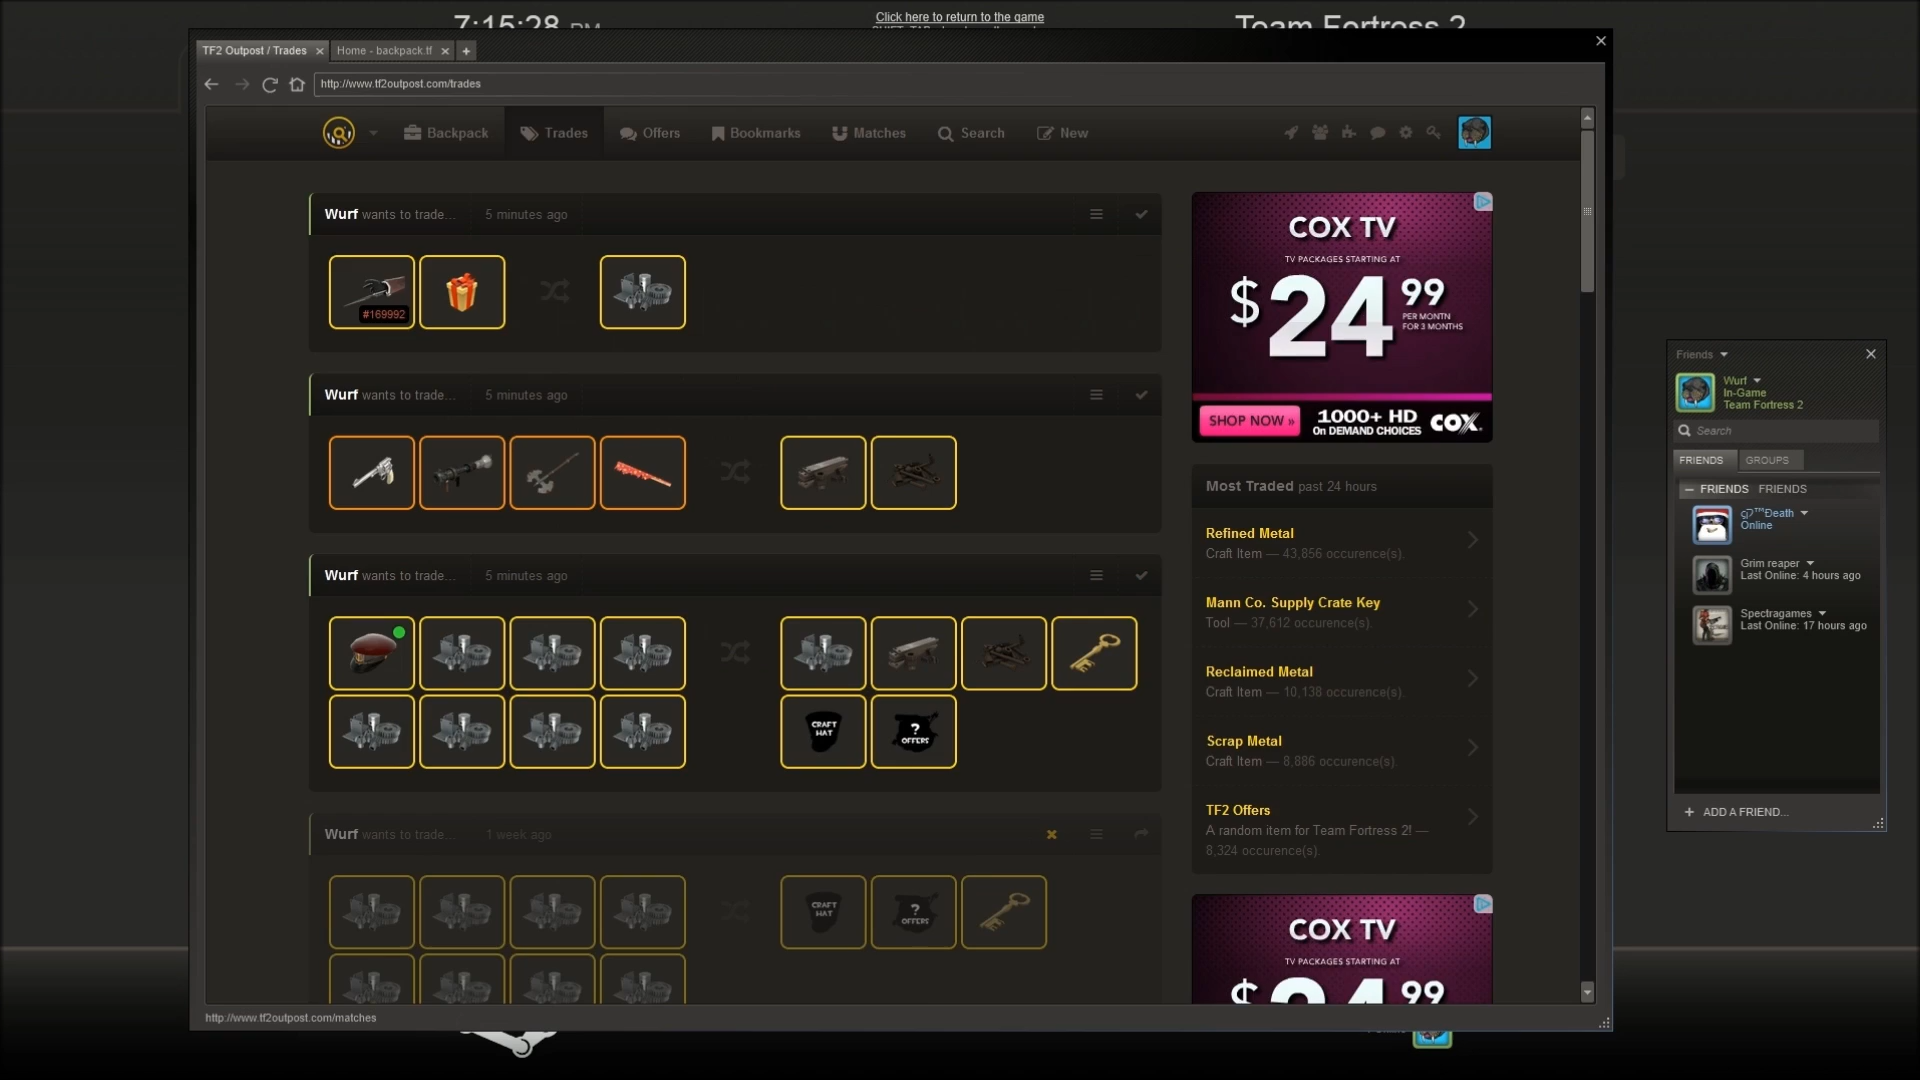 7:15:28 PM
Click here to return to the game
Team Fortress 2
TF2 Outpost / Trades
Home - backpack.tf
http://www.tf2outpost.com/trades
Backpack
Trades
Offers
Bookmarks
Matches
Search
New
Wurf wants to trade... 5 minutes ago
#169992
Wurf wants to trade... 5 minutes ago
Wurf wants to trade... 5 minutes ago
CRAFT
HAT
?
OFFERS
Wurf wants to trade... 1 week ago
CRAFT
HAT
?
OFFERS
COX TV
TV PACKAGES STARTING AT
$24 99
PER MONTH
FOR 3 MONTHS
SHOP NOW »
1000+ HD
On DEMAND CHOICES
COX.
Most Traded past 24 hours
Refined Metal
Craft Item — 43,856 occurence(s).
Mann Co. Supply Crate Key
Tool — 37,612 occurence(s).
Reclaimed Metal
Craft Item — 10,138 occurence(s).
Scrap Metal
Craft Item — 8,886 occurence(s).
TF2 Offers
A random item for Team Fortress 2! —
8,324 occurence(s).
COX TV
TV PACKAGES STARTING AT
$24 99
http://www.tf2outpost.com/matches
Friends
Wurf
In-Game
Team Fortress 2
Search
FRIENDS
GROUPS
FRIENDS FRIENDS
Online
Grim reaper
Last Online: 4 hours ago
Spectragames
Last Online: 17 hours ago
+ ADD A FRIEND...